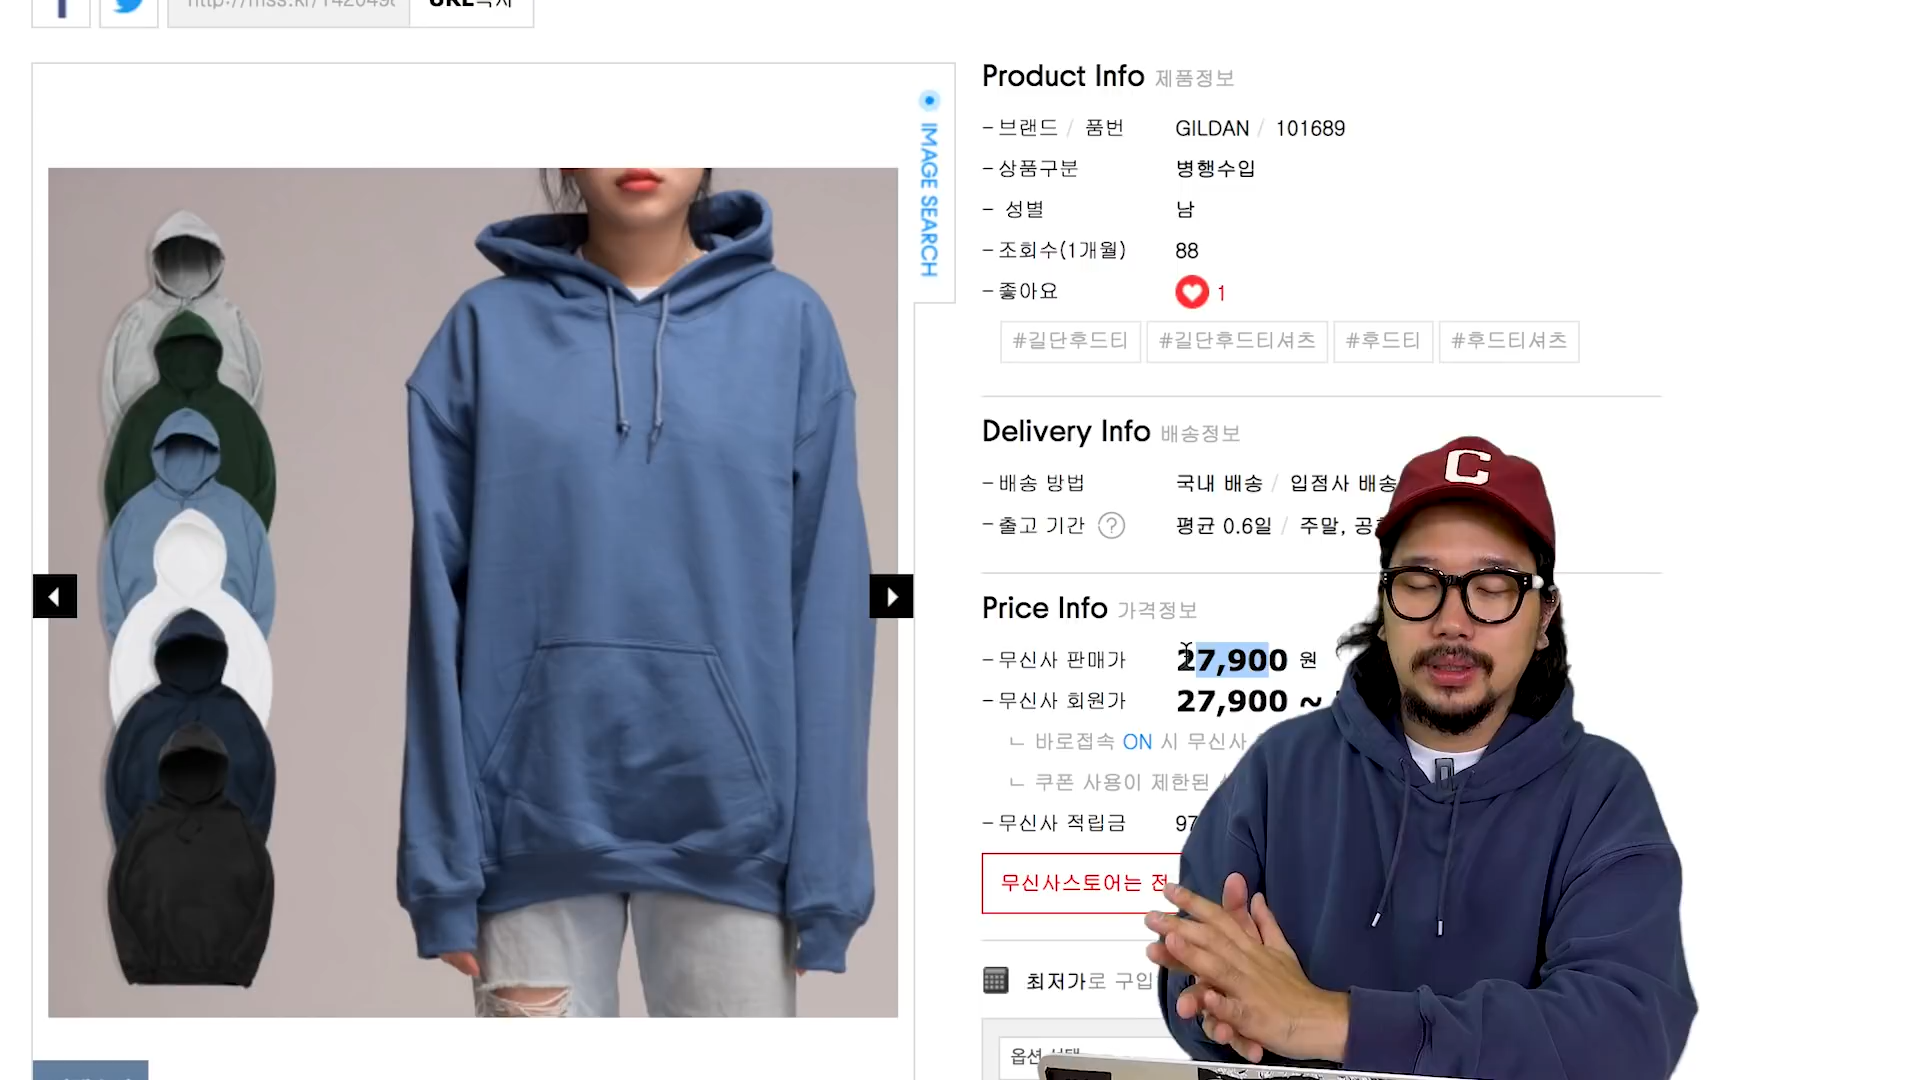 Product Info 제품정보
– 브랜드 / 품번 GILDAN / 101689
– 상품구분 병행수입
– 성별 남
– 조회수(1개월) 88
– 좋아요 1
#길단후드티 #길단후드티셔츠 #후드티 #후드티셔츠
IMAGE SEARCH
Delivery Info 배송정보
– 배송 방법 국내 배송 / 입점사 배송
– 출고 기간 ? 평균 0.6일 / 주말,
C
Price Info 가격정보
– 무신사 판매가 27,900 원
– 무신사 회원가 27,900 ~
ㄴ 바로접속 ON 시 무신사
ㄴ 쿠폰 사용이 제한된
– 무신사 적립금 97
무신사스토어는 전
최저가로 구입
옵션